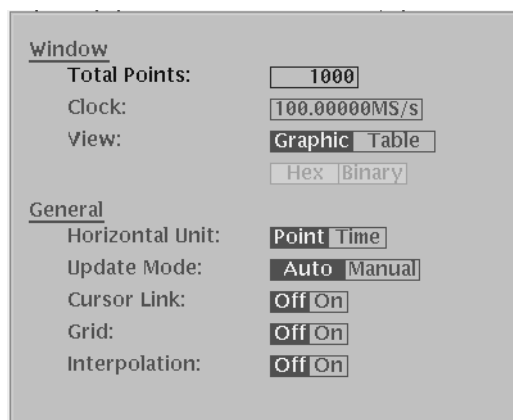 Window
Total Points: 1000
Clock: 100.00000MS/s
View: Graphic Table
Hex Binary
General
Horizontal Unit: Point Time
Update Mode: Auto Manual
Cursor Link: Off On
Grid: Off On
Interpolation: Off On